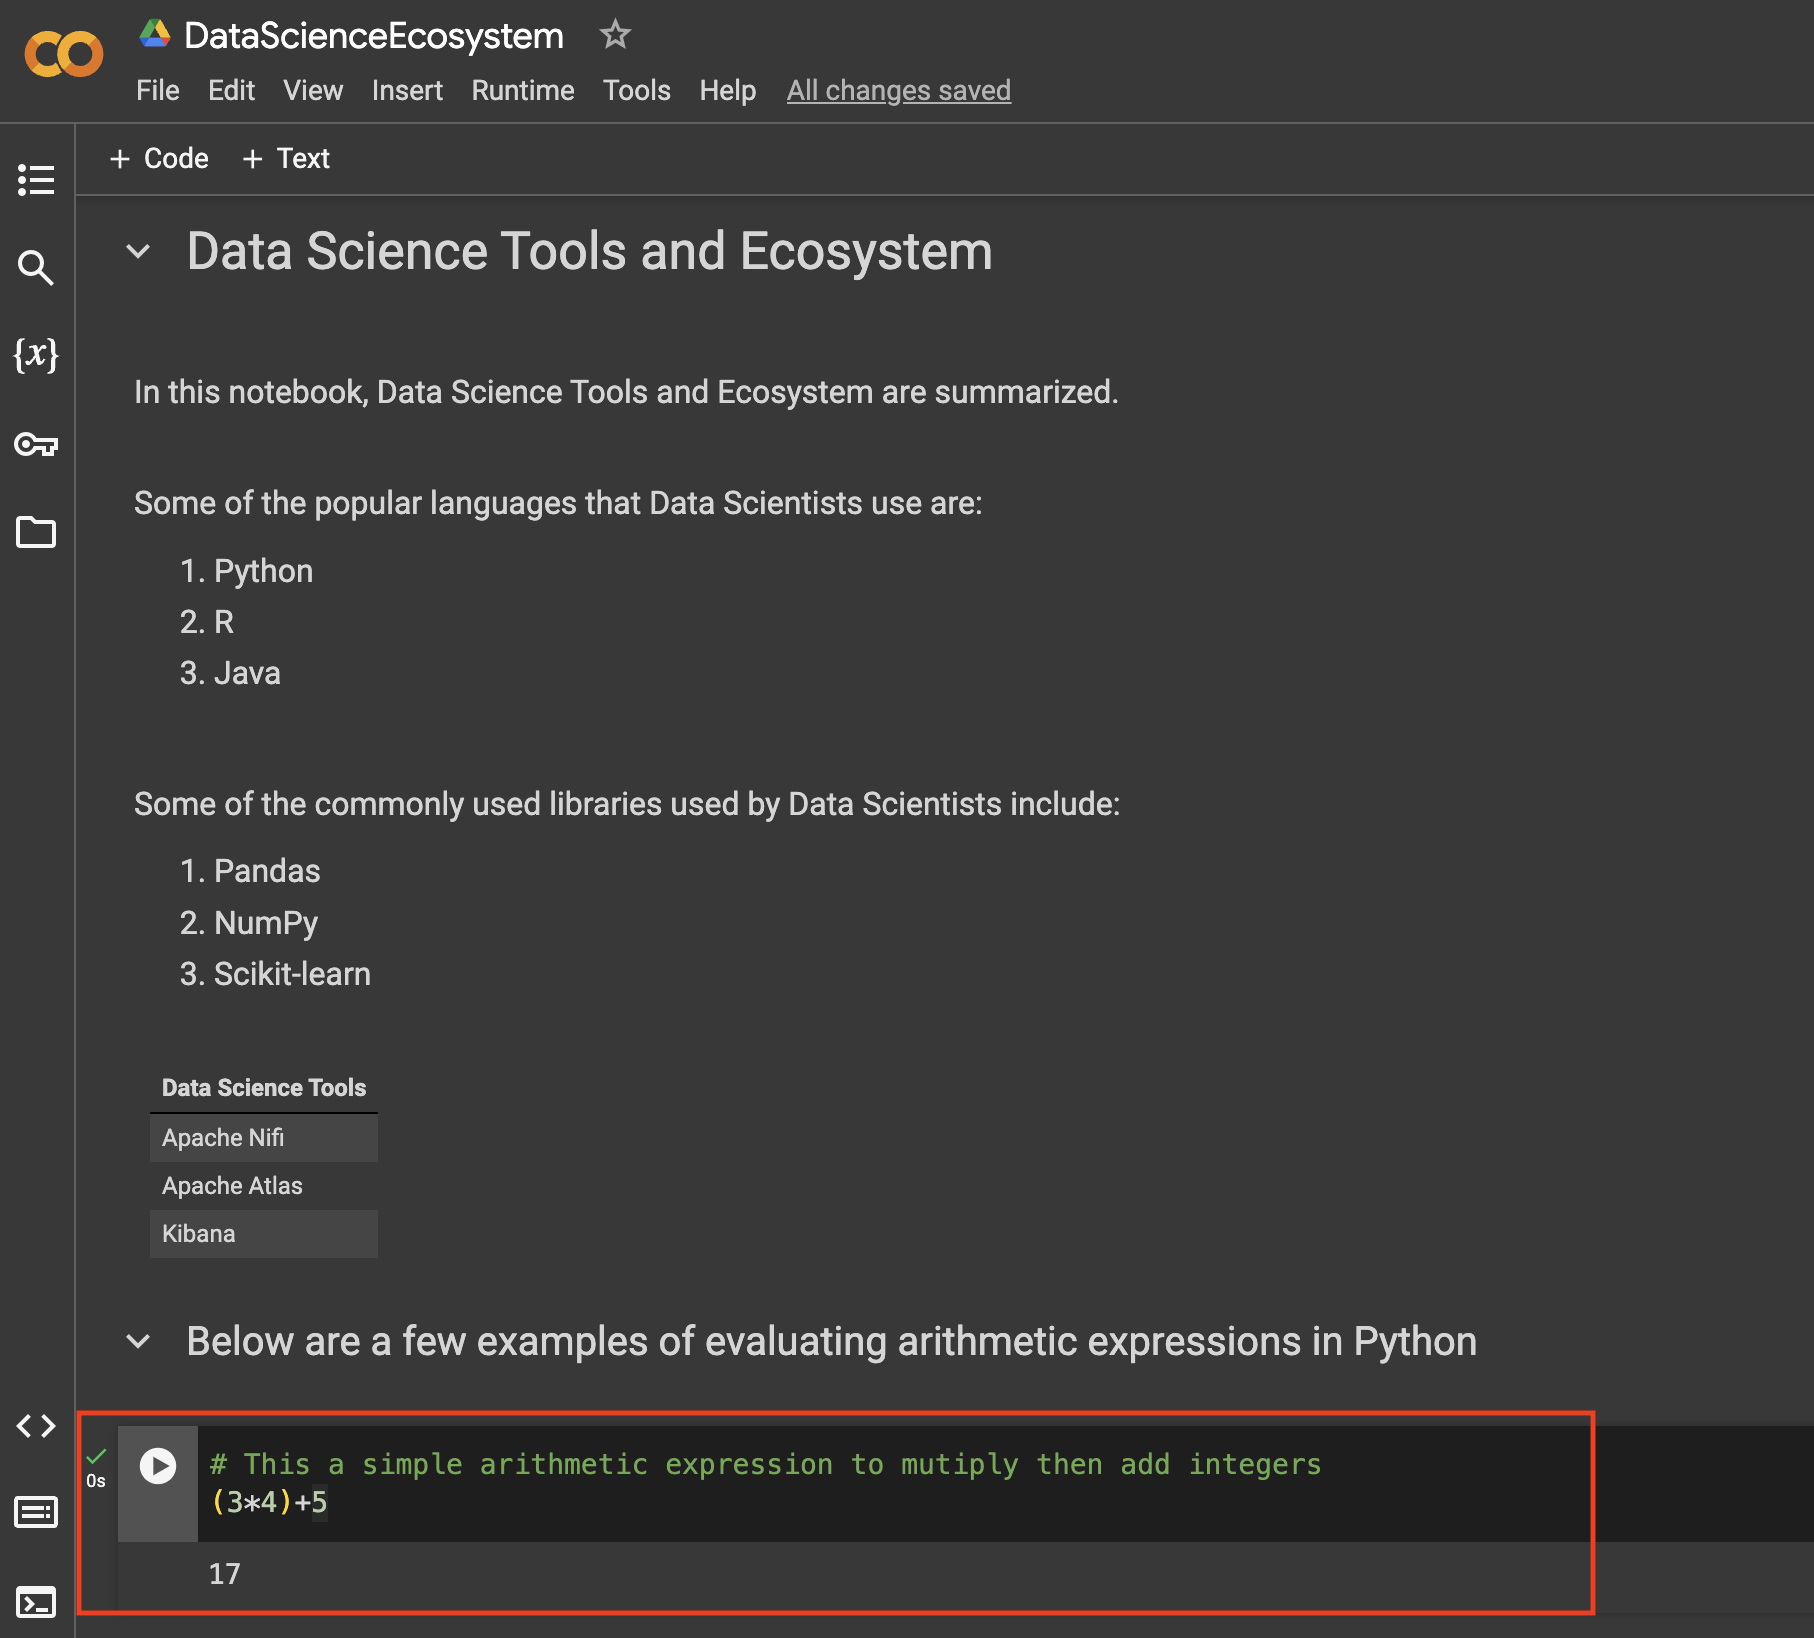 DataScienceEcosystem
File Edit View Insert Runtime Tools Help All changes saved
+ Code + Text
Data Science Tools and Ecosystem
{x}
In this notebook, Data Science Tools and Ecosystem are summarized.
Some of the popular languages that Data Scientists use are:
1. Python
2. R
3. Java
Some of the commonly used libraries used by Data Scientists include:
1. Pandas
2. NumPy
3. Scikit-learn
Data Science Tools
Apache Nifi
Apache Atlas
Kibana
Below are a few examples of evaluating arithmetic expressions in Python
# This a simple arithmetic expression to mutiply then add integers
0s
(3*4)+5
17